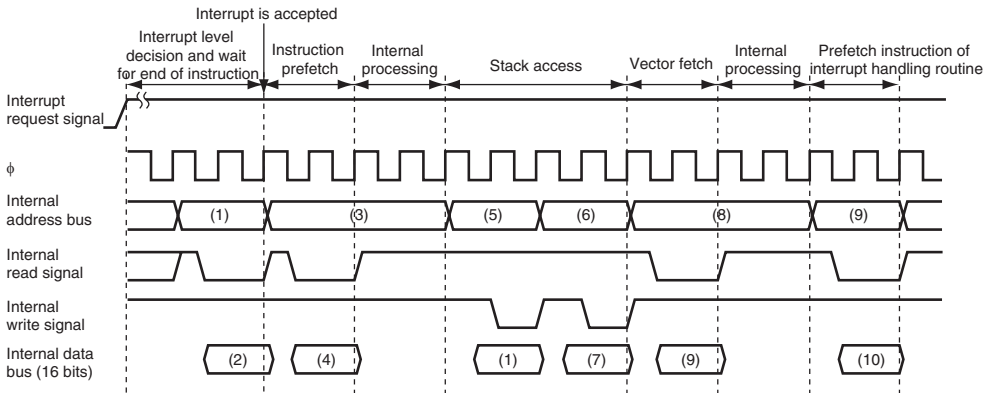 Interrupt is accepted
Interrupt level
decision and wait
for end of instruction
Instruction
prefetch
Internal
processing
Stack access
Vector fetch
Internal
processing
Prefetch instruction of
interrupt handling routine
Interrupt
request signal
ϕ
Internal
address bus
(1)
(3)
(5)
(6)
(8)
(9)
Internal
read signal
Internal
write signal
Internal data
bus (16 bits)
(2)
(4)
(1)
(7)
(9)
(10)